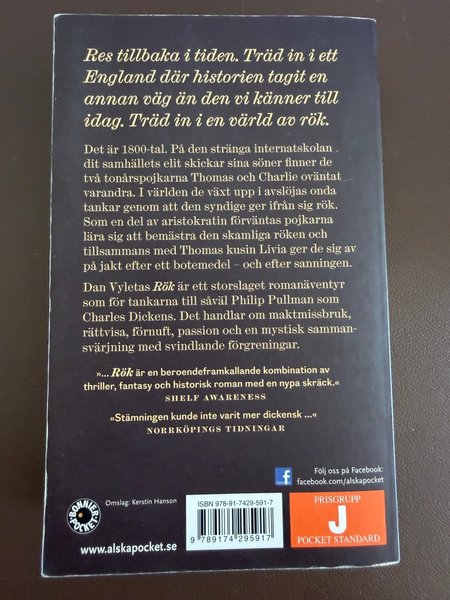 Res tillbaka i tiden. Träd in i ett
England där historien tagit en
annan väg än den vi känner till
idag. Träd in i en värld av rök.
Det är 1800-tal. På den stränga internatskolan
dit samhällets elit skickar sina söner finner de
två tonårspojkarna Thomas och Charlie oväntat
varandra. I världen de växt upp i avslöjas onda
tankar genom att den syndige ger ifrån sig rök.
Som en del av aristokratin förväntas pojkarna
lära sig att bemästra den skamliga röken och
tillsammans med Thomas kusin Livia ger de sig av
på jakt efter ett botemedel – och efter sanningen.
Dan Vyletas Rök är ett storslaget romanäventyr
som för tankarna till såväl Philip Pullman som
Charles Dickens. Det handlar om maktmissbruk,
rättvisa, förnuft, passion och en mystisk samman-
svärjning med svindlande förgreningar.
»... Rök är en beroendeframkallande kombination av
thriller, fantasy och historisk roman med en nypa skräck.«
SHELF AWARENESS
»Stämningen kunde inte varit mer dickensk ...«
NORRKÖPINGS TIDNINGAR
f
Följ oss på Facebook:
facebook.com/alskapocket
BONNIER
POCKET
Omslag: Kerstin Hanson
www.alskapocket.se
ISBN 978-91-7429-591-7
9 789174 295917
PRISGRUPP
J
POCKET STANDARD